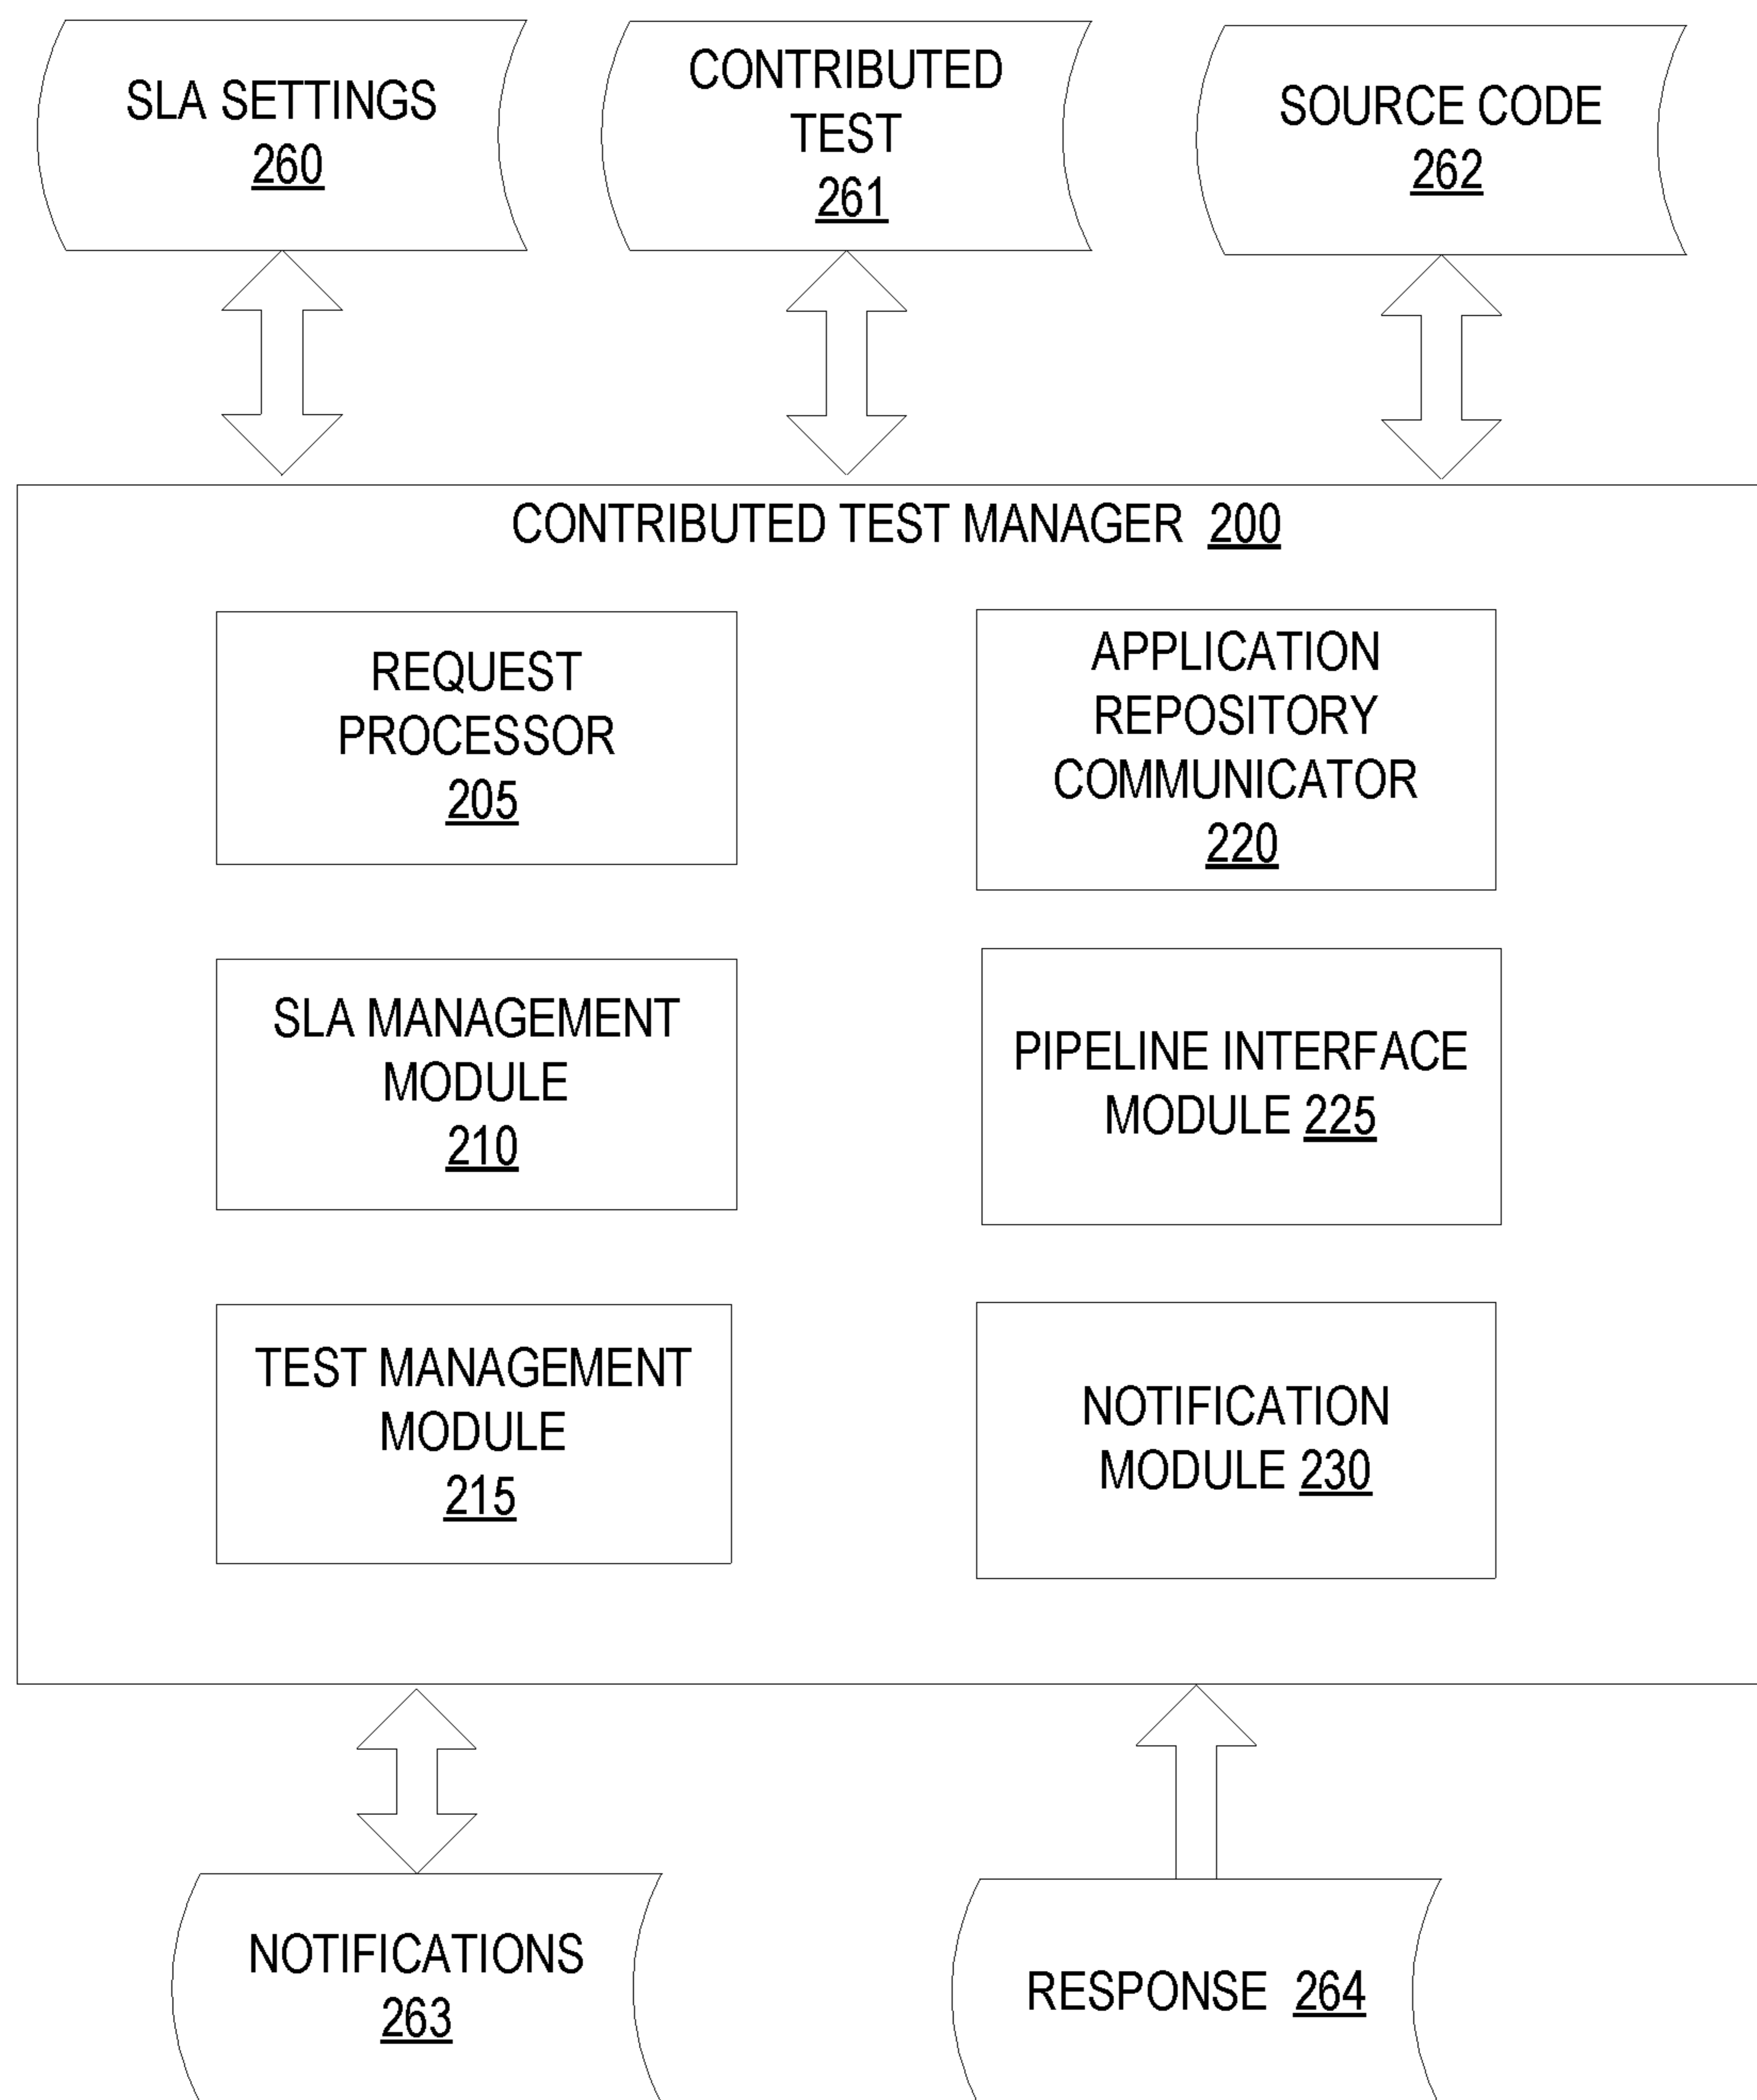 SLA SETTINGS
260
CONTRIBUTED
TEST
261
SOURCE CODE
262
CONTRIBUTED TEST MANAGER 200
REQUEST
PROCESSOR
205
APPLICATION
REPOSITORY
COMMUNICATOR
220
SLA MANAGEMENT
MODULE
210
PIPELINE INTERFACE
MODULE 225
TEST MANAGEMENT
MODULE
215
NOTIFICATION
MODULE 230
NOTIFICATIONS
263
RESPONSE 264